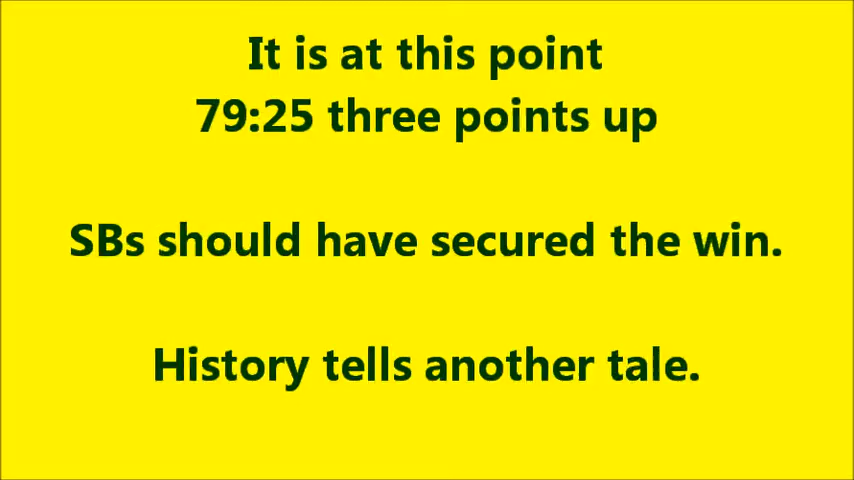 It is at this point
79:25 three points up
SBs should have secured the win.
History tells another tale.